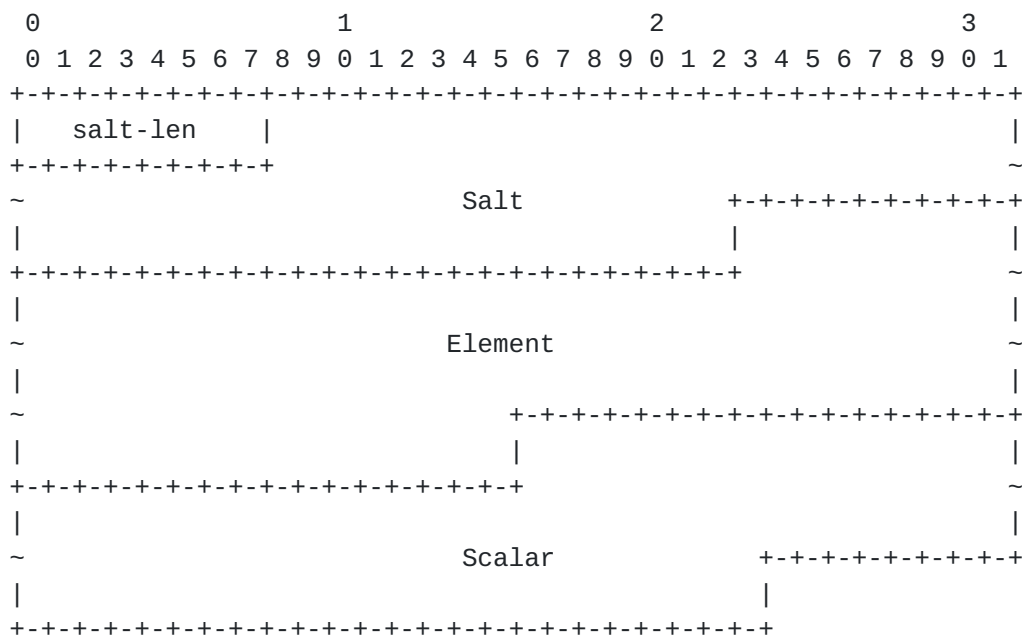 0                   1                   2                   3
 0 1 2 3 4 5 6 7 8 9 0 1 2 3 4 5 6 7 8 9 0 1 2 3 4 5 6 7 8 9 0 1
+-+-+-+-+-+-+-+-+-+-+-+-+-+-+-+-+-+-+-+-+-+-+-+-+-+-+-+-+-+-+-+-+
|   salt-len    |                                               |
+-+-+-+-+-+-+-+-+                                               ~
~                            Salt             +-+-+-+-+-+-+-+-+-+
|                                             |                 |
+-+-+-+-+-+-+-+-+-+-+-+-+-+-+-+-+-+-+-+-+-+-+-+                 ~
|                                                               |
~                           Element                             ~
|                                                               |
~                               +-+-+-+-+-+-+-+-+-+-+-+-+-+-+-+-+
|                               |                               |
+-+-+-+-+-+-+-+-+-+-+-+-+-+-+-+-+                               ~
|                                                               |
~                            Scalar             +-+-+-+-+-+-+-+-+
|                                               |
+-+-+-+-+-+-+-+-+-+-+-+-+-+-+-+-+-+-+-+-+-+-+-+-+